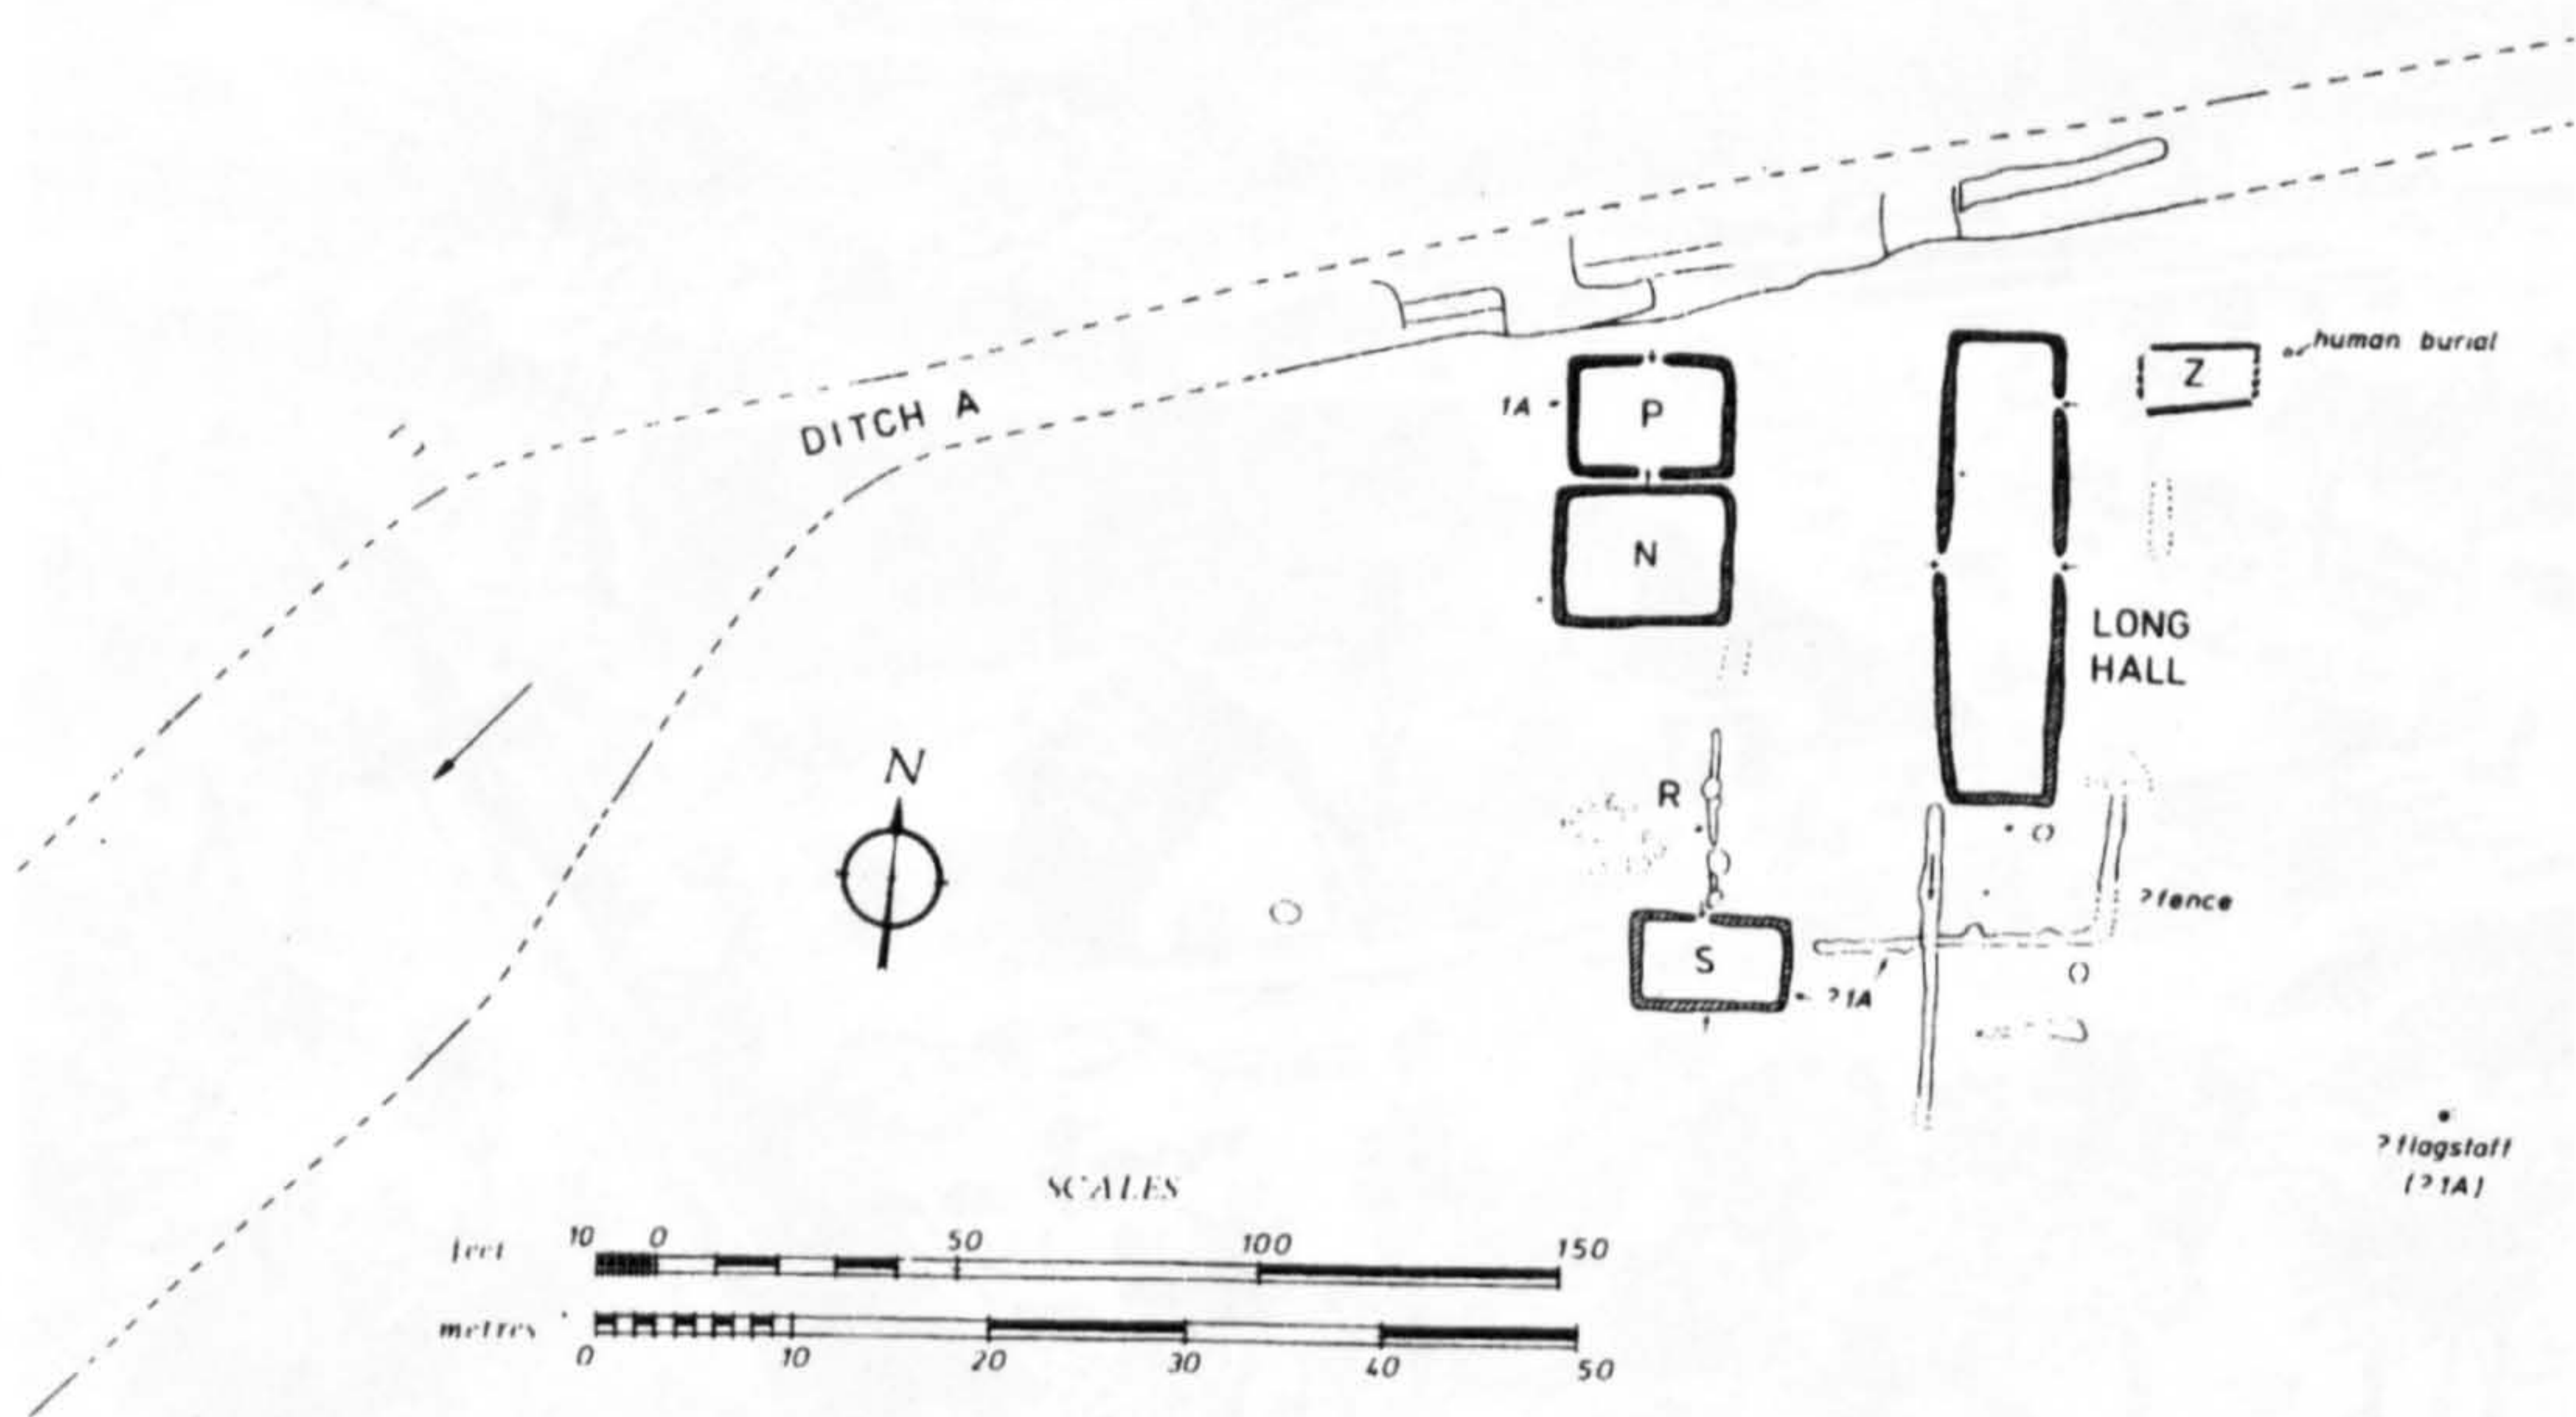 human burial
Z
1A
P
DITCH A
N
LONG
HALL
N
R
?fence
S
?1A
?flagstaff
(?1A)
SCALES
feet
10 0 50 100 150
metres
0 10 20 30 40 50